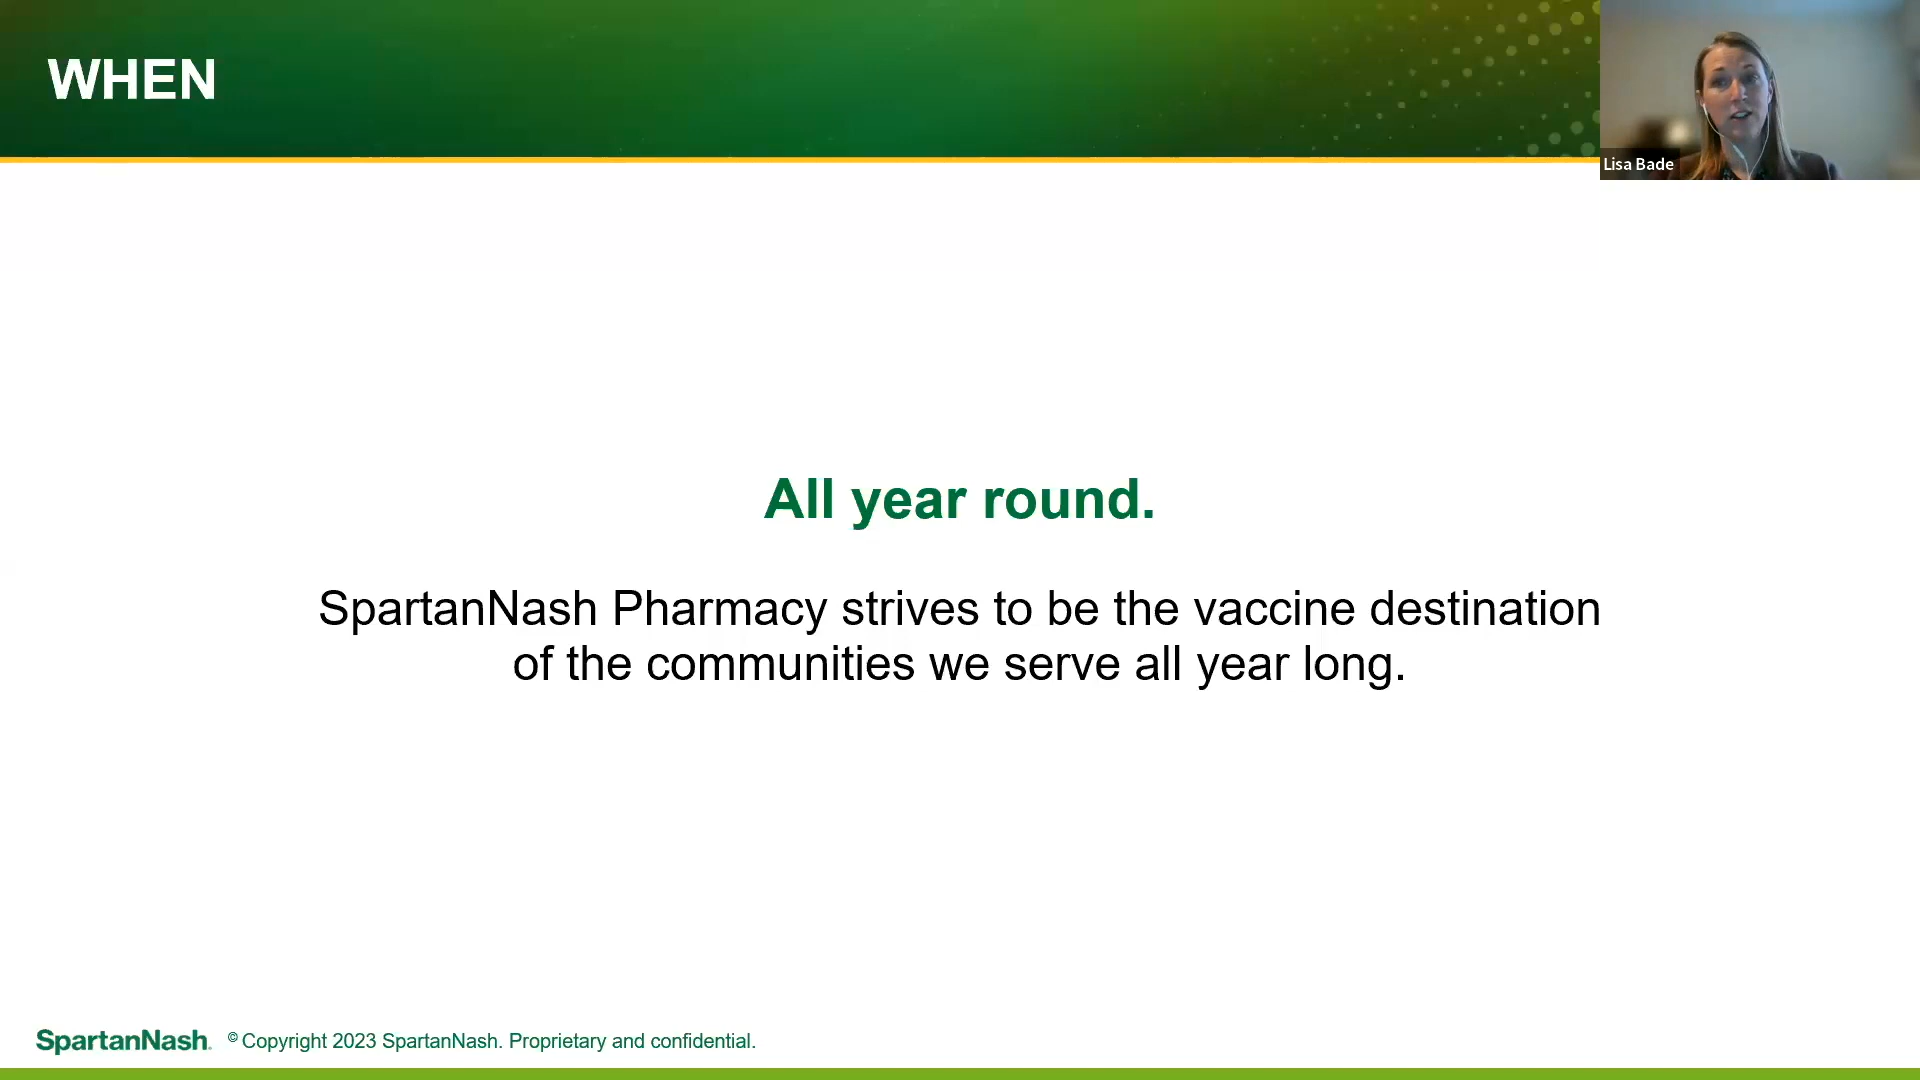 WHEN
Lisa Bade
All year round.
SpartanNash Pharmacy strives to be the vaccine destination
of the communities we serve all year long.
SpartanNash. © Copyright 2023 SpartanNash. Proprietary and confidential.